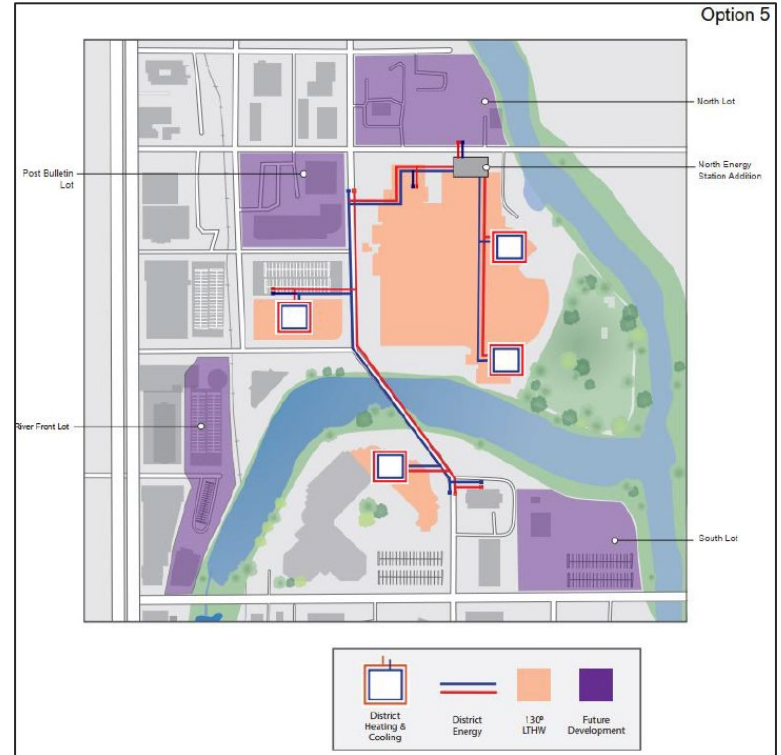 Option 5
North Lot
North Energy
Station Addition
Post Bulletin
Lot
River Front Lot
South Lot
District
Heating &
Cooling
District
Energy
130º
LTHW
Future
Development